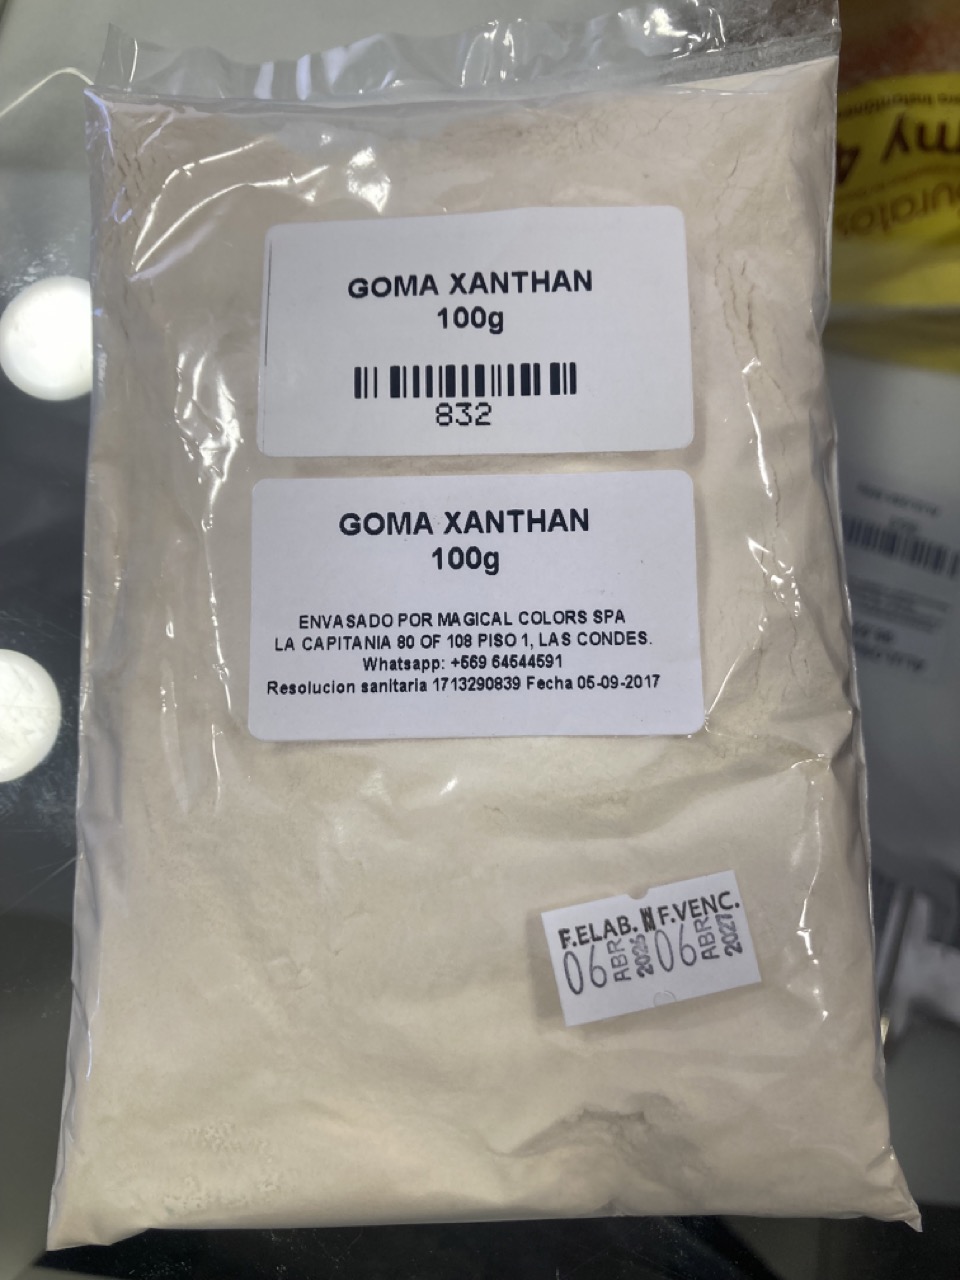 GOMA XANTHAN
100g
832
GOMA XANTHAN
100g
ENVASADO POR MAGICAL COLORS SPA
LA CAPITANIA 80 OF 108 PISO 1, LAS CONDES.
Whatsapp: +569 64544591
Resolucion sanitaria 1713290839 Fecha 05-09-2017
F.ELAB. F.VENC.
06 ABR 06 ABR 2027
my 4